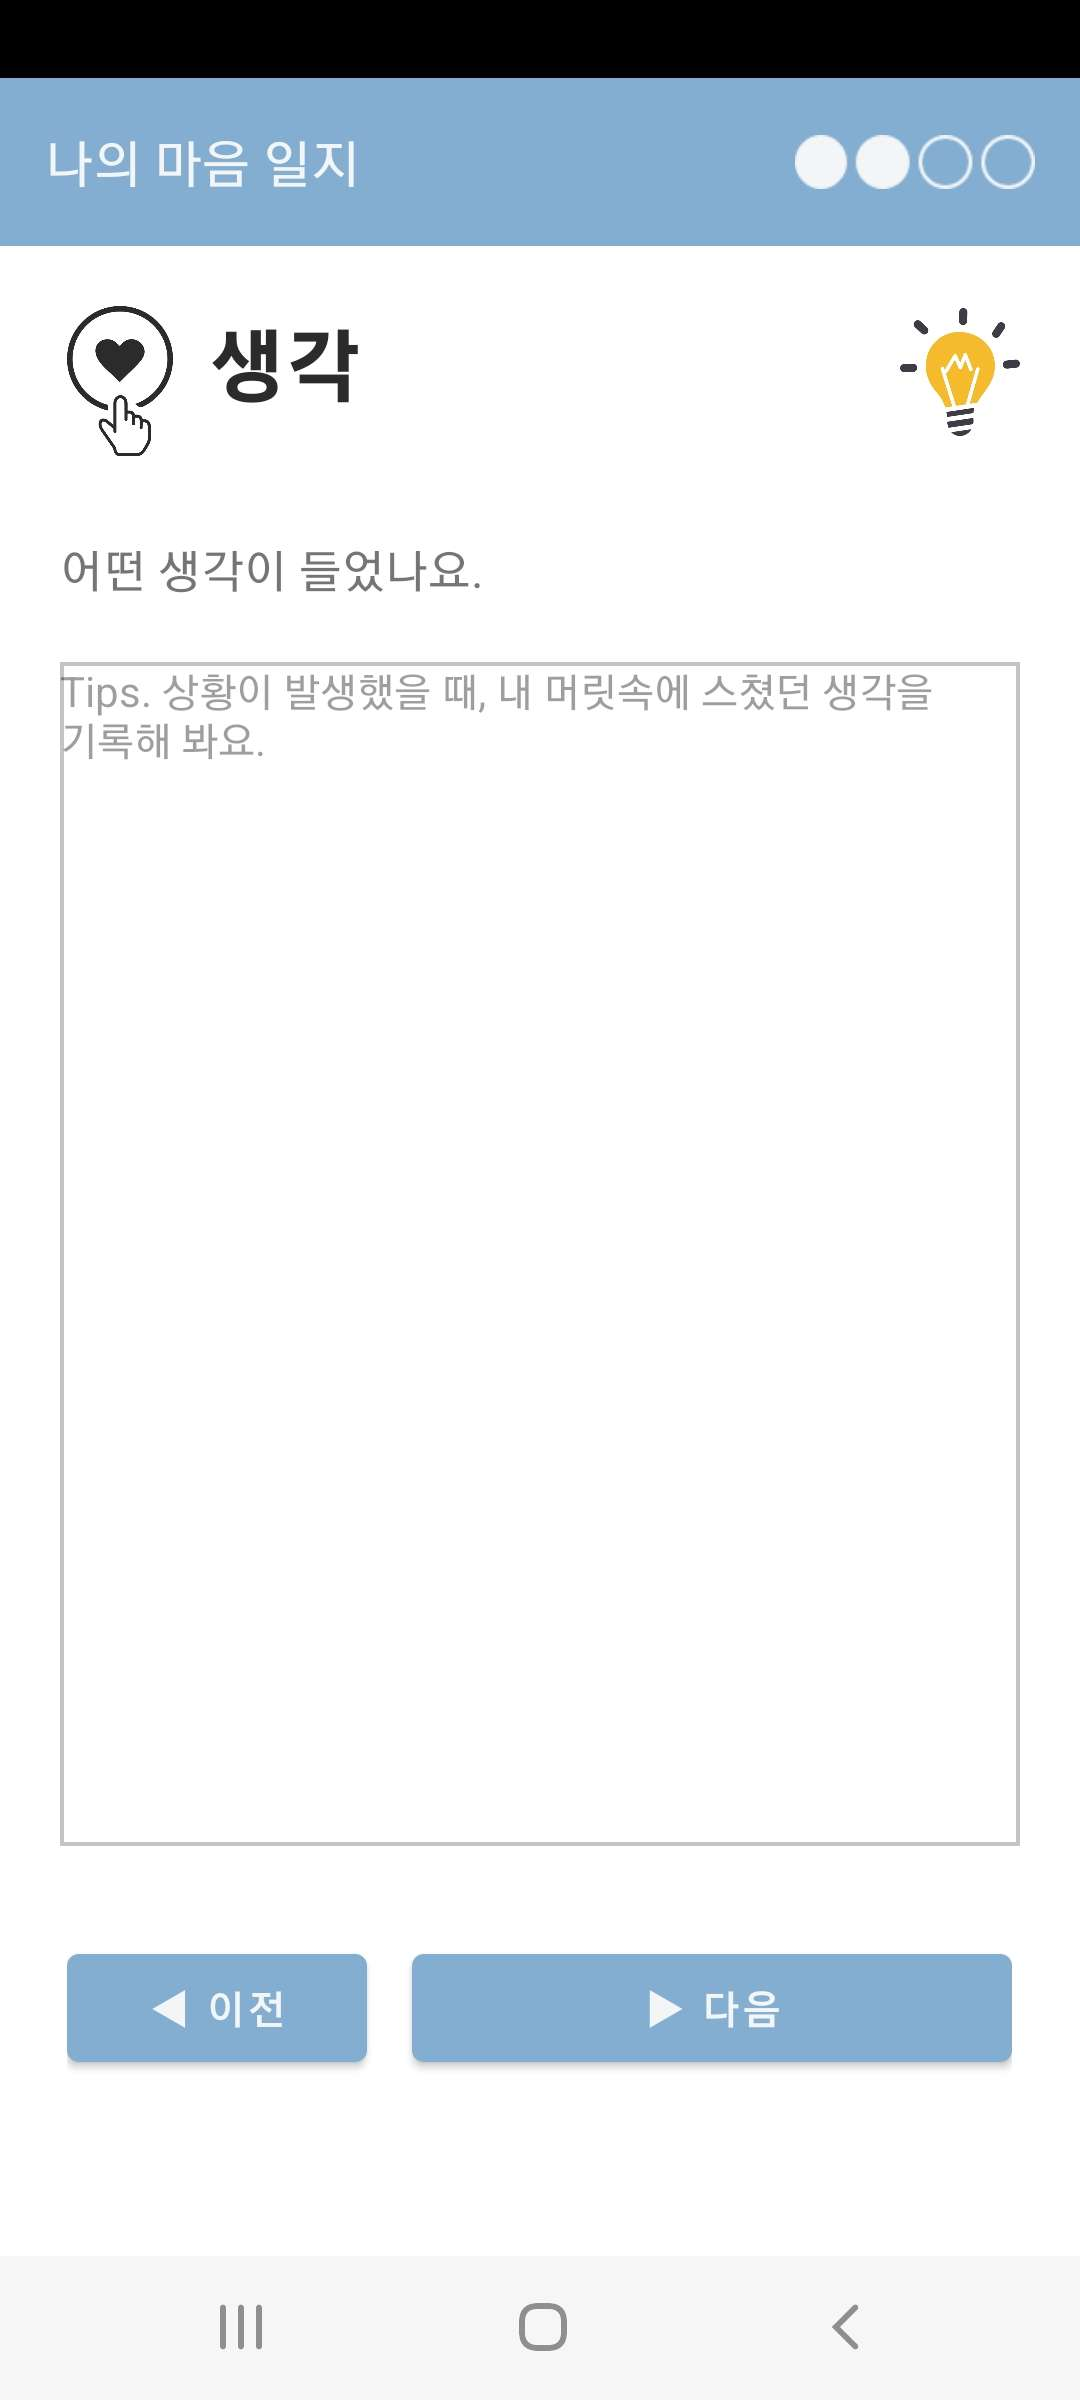 나의 마음 일지
생각
어떤 생각이 들었나요.
Tips. 상황이 발생했을 때, 내 머릿속에 스쳤던 생각을
기록해 봐요.
◀ 이전
▶ 다음